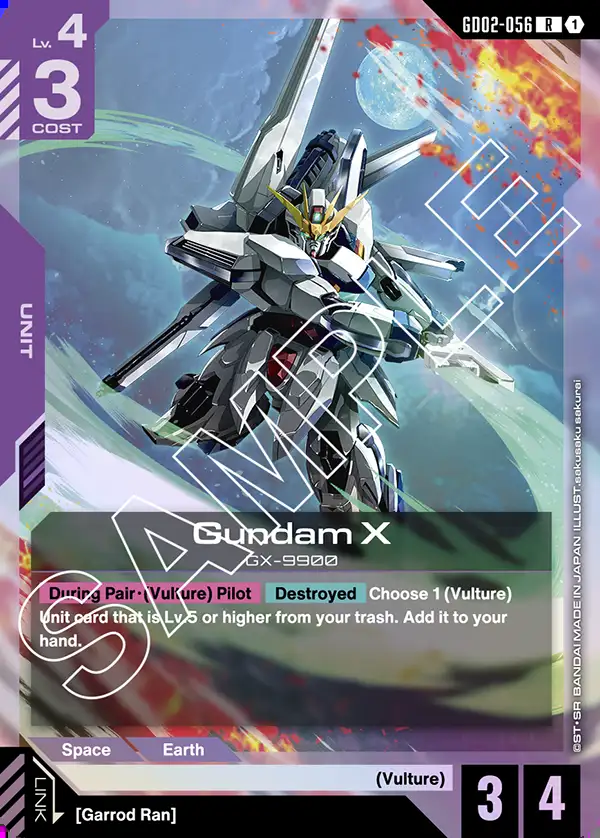 GD02-056 R 1
Lv. 4
3
COST
UNIT
SAMPLE
Gundam X
GX-9900
During Pair･(Vulture) Pilot Destroyed Choose 1 (Vulture)
Unit card that is Lv.5 or higher from your trash. Add it to your
hand.
Space Earth
(Vulture)
LINK
[Garrod Ran]
3 4
©ST･SR BANDAI MADE IN JAPAN ILLUST.sakusaku sakurai